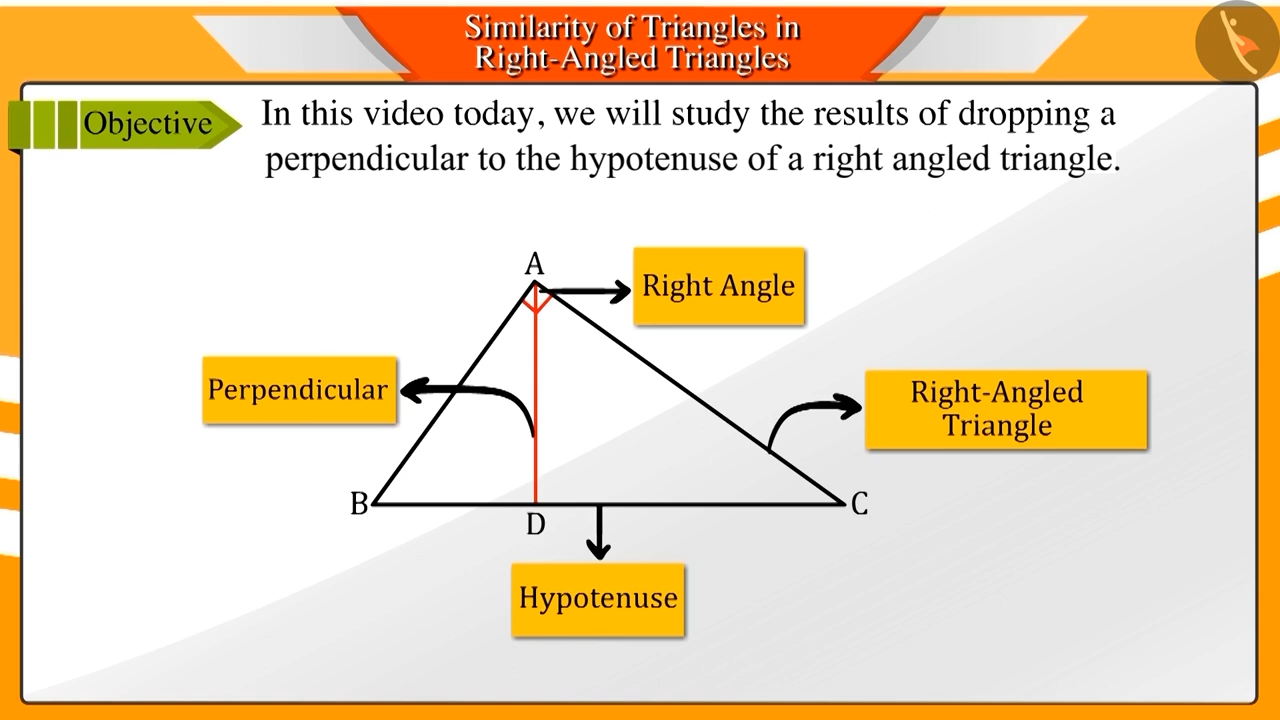 Similarity of Triangles in
Right-Angled Triangles
Objective
In this video today, we will study the results of dropping a
perpendicular to the hypotenuse of a right angled triangle.
A
Right Angle
Perpendicular
Right-Angled
Triangle
B
D
C
Hypotenuse